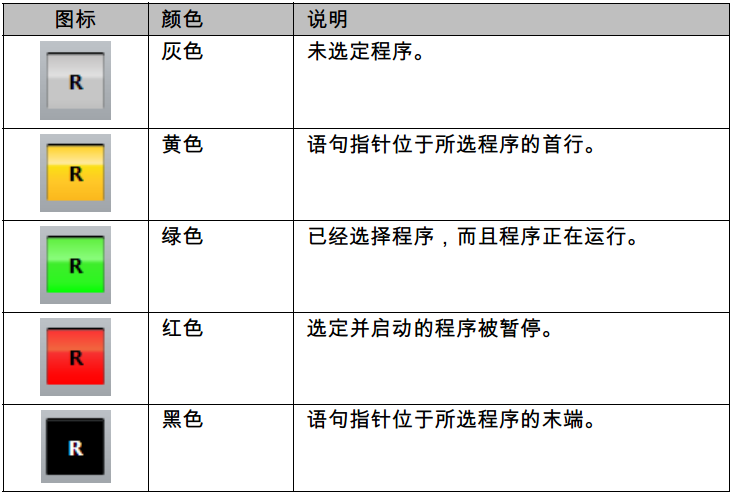 图标 颜色 说明
R 灰色 未选定程序。
R 黄色 语句指针位于所选程序的首行。
R 绿色 已经选择程序，而且程序正在运行。
R 红色 选定并启动的程序被暂停。
R 黑色 语句指针位于所选程序的末端。